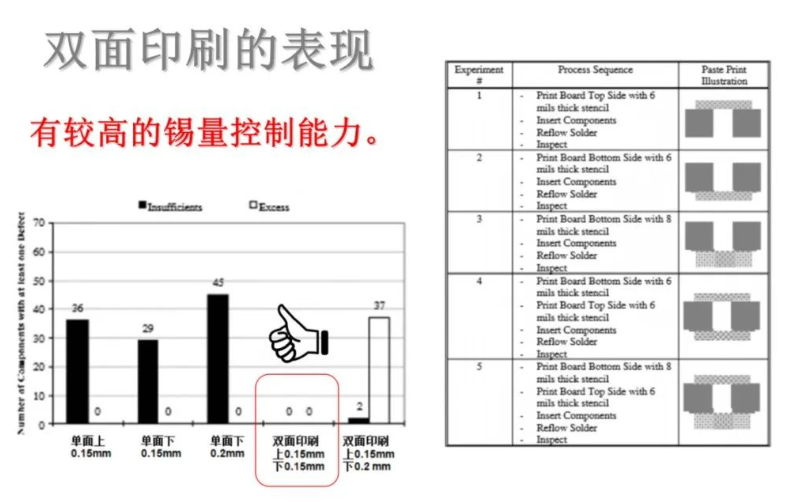 双面印刷的表现
有较高的锡量控制能力。
Insufficients
Excess
Number of Components with at least one Defect
70
60
50
40
30
20
10
0
36
0
29
0
45
0
0
0
2
37
单面上
0.15mm
单面下
0.15mm
单面下
0.2mm
双面印刷
上0.15mm
下0.15mm
双面印刷
上0.15mm
下0.2 mm
Experiment
#
Process Sequence
Paste Print
Illustration
1
- Print Board Top Side with 6
mils thick stencil
- Insert Components
- Reflow Solder
- Inspect
2
- Print Board Bottom Side with 6
mils thick stencil
- Insert Components
- Reflow Solder
- Inspect
3
- Print Board Bottom Side with 8
mils thick stencil
- Insert Components
- Reflow Solder
- Inspect
4
- Print Board Bottom Side with 6
mils thick stencil
- Print Board Top Side with 6
mils thick stencil
- Insert Components
- Reflow Solder
- Inspect
5
- Print Board Bottom Side with 8
mils thick stencil
- Print Board Top Side with 6
mils thick stencil
- Insert Components
- Reflow Solder
- Inspect